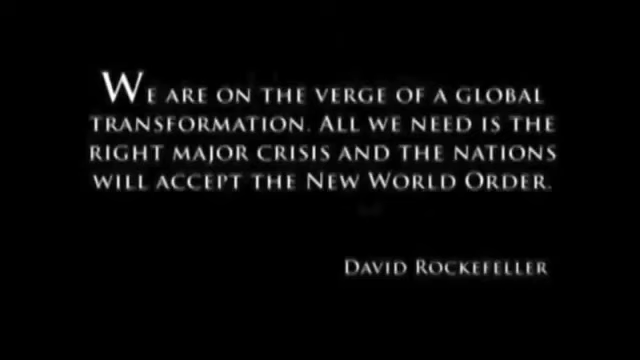 We are on the verge of a global
transformation. All we need is the
right major crisis and the nations
will accept the New World Order.
David Rockefeller